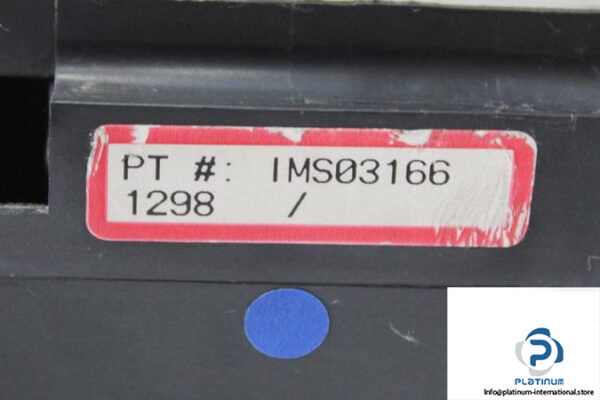 PT #: IMS03166
1298 /
PLATINUM
Info@platinum-international.store